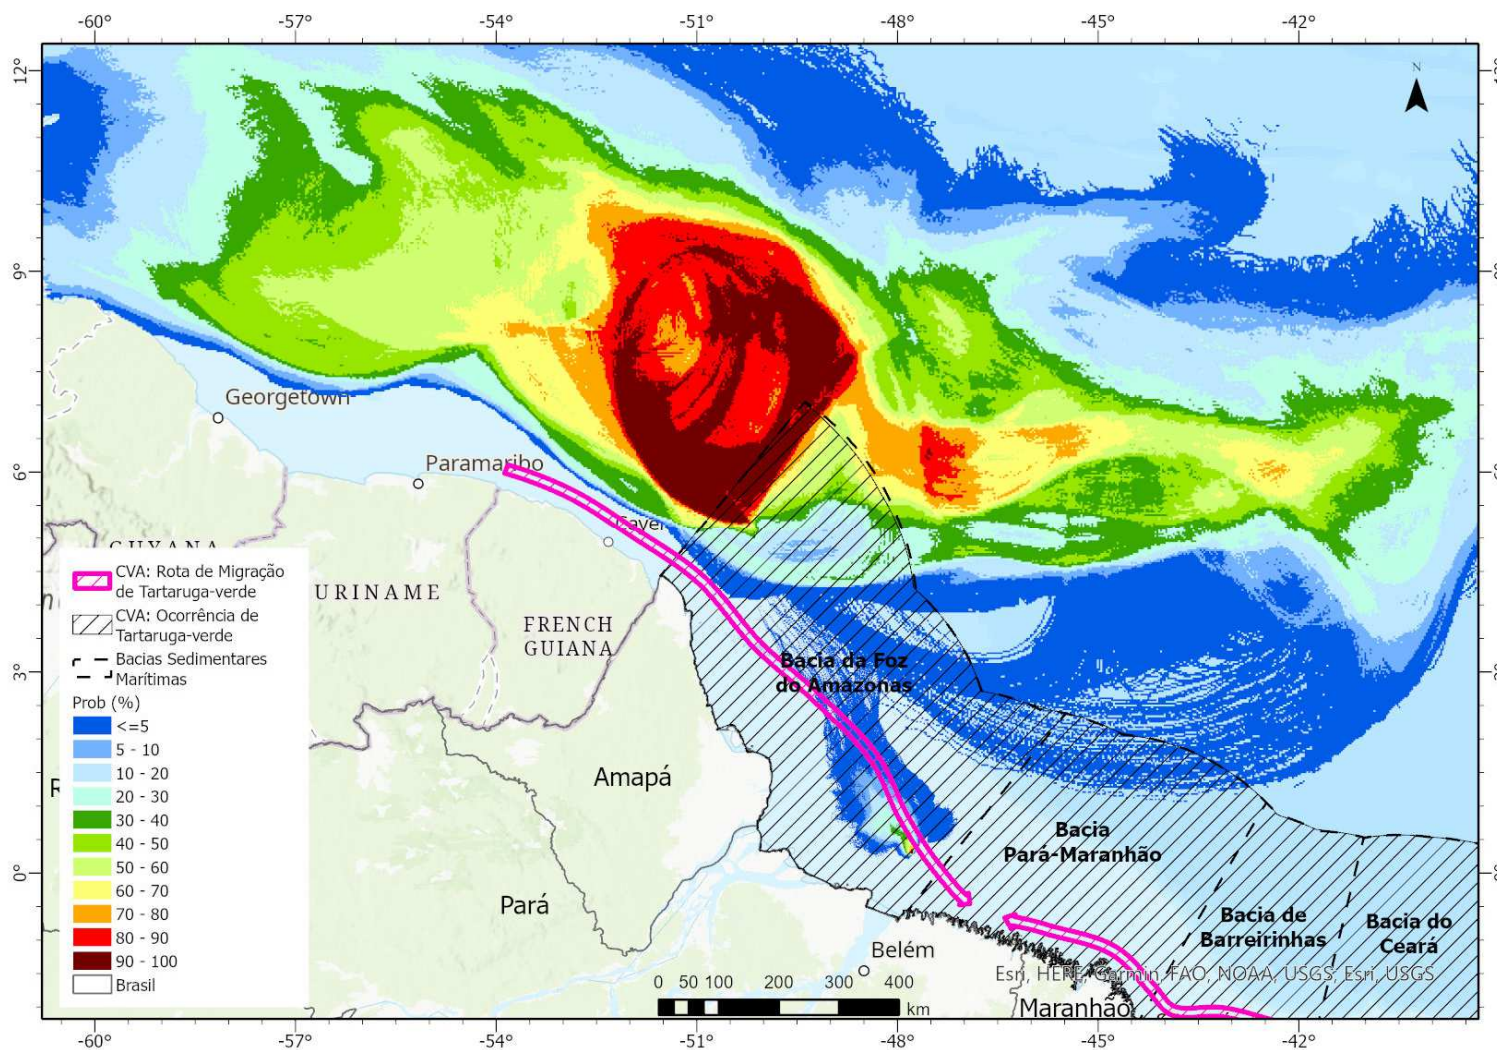 -60° -57° -54° -51° -48° -45° -42°
12°
N
9°
Georgetown
6°
Paramaribo
GUYANA
URINAME
FRENCH
GUIANA
3°
Bacia da Foz
do Amazonas
Amapá
0°
Pará
Bacia
Pará-Maranhão
Bacia de
Barreirinhas
Bacia do
Ceará
Belém
Esri, HERE, Garmin, FAO, NOAA, USGS, Esri, USGS
Maranhão
0 50 100 200 300 400
km
CVA: Rota de Migração
de Tartaruga-verde
CVA: Ocorrência de
Tartaruga-verde
Bacias Sedimentares
Marítimas
Prob (%)
<=5
5 - 10
10 - 20
20 - 30
30 - 40
40 - 50
50 - 60
60 - 70
70 - 80
80 - 90
90 - 100
Brasil
-60° -57° -54° -51° -48° -45° -42°